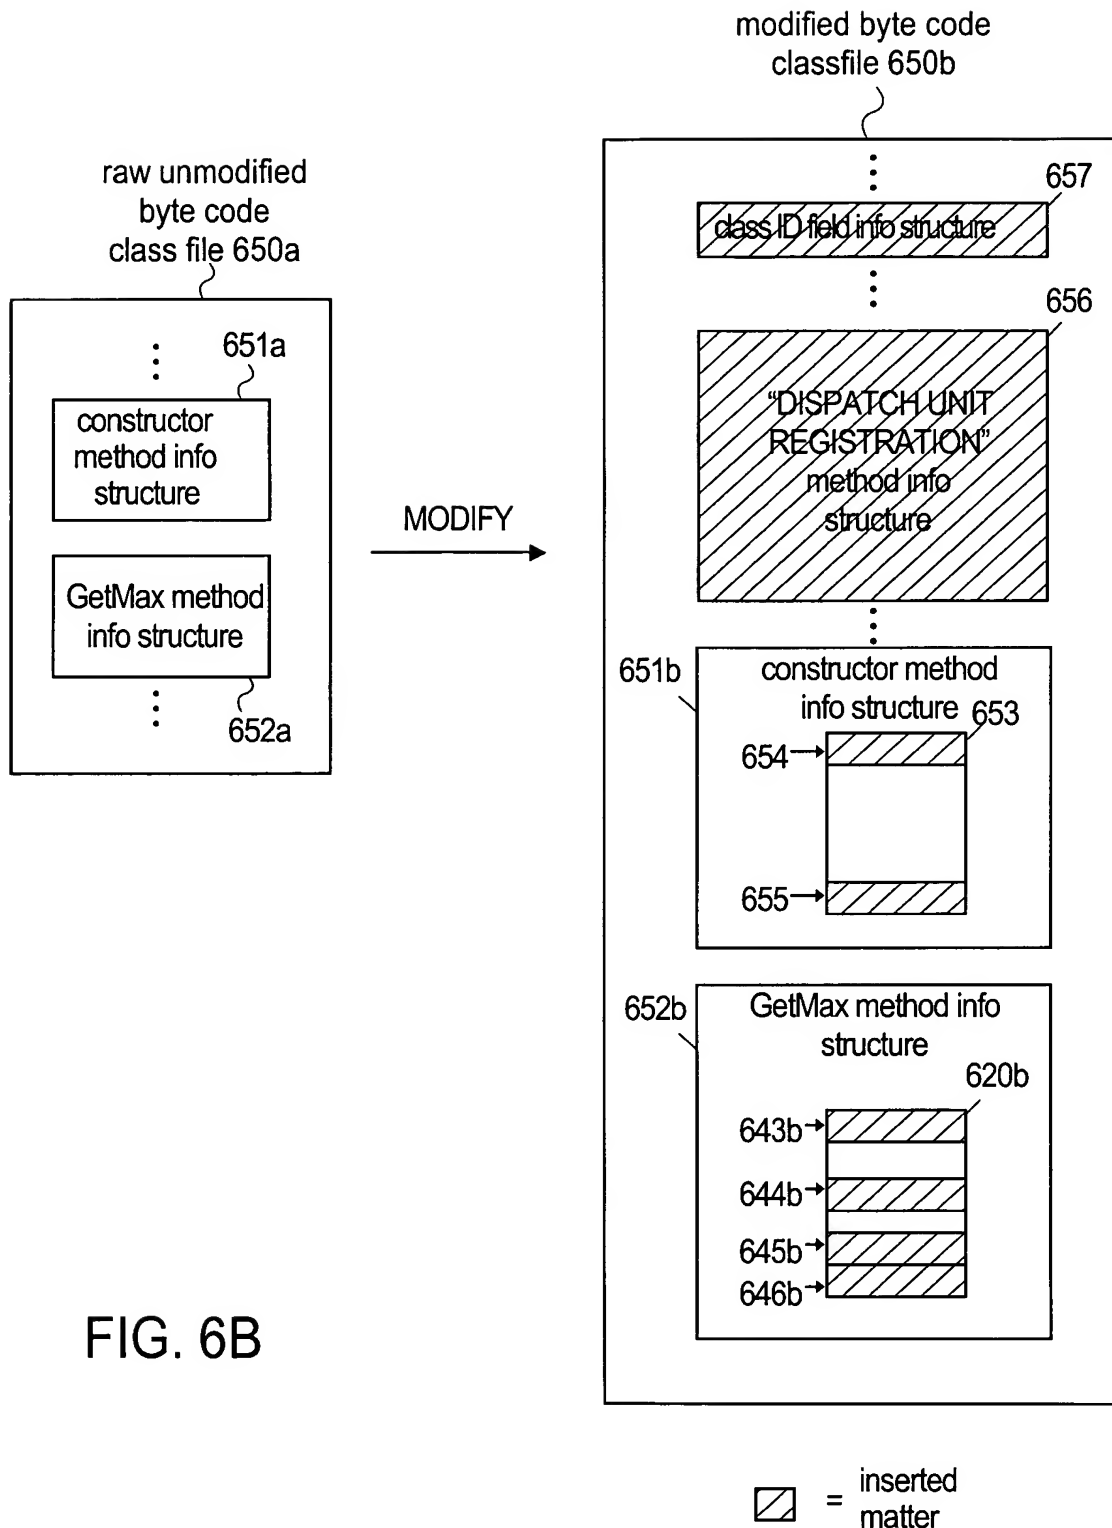 raw unmodified
byte code
class file 650a
651a
constructor
method info
structure
GetMax method
info structure
652a
MODIFY
modified byte code
classfile 650b
657
class ID field info structure
656
“DISPATCH UNIT
REGISTRATION”
method info
structure
651b
constructor method
info structure
653
654
655
652b
GetMax method info
structure
620b
643b
644b
645b
646b
FIG. 6B
= inserted
matter